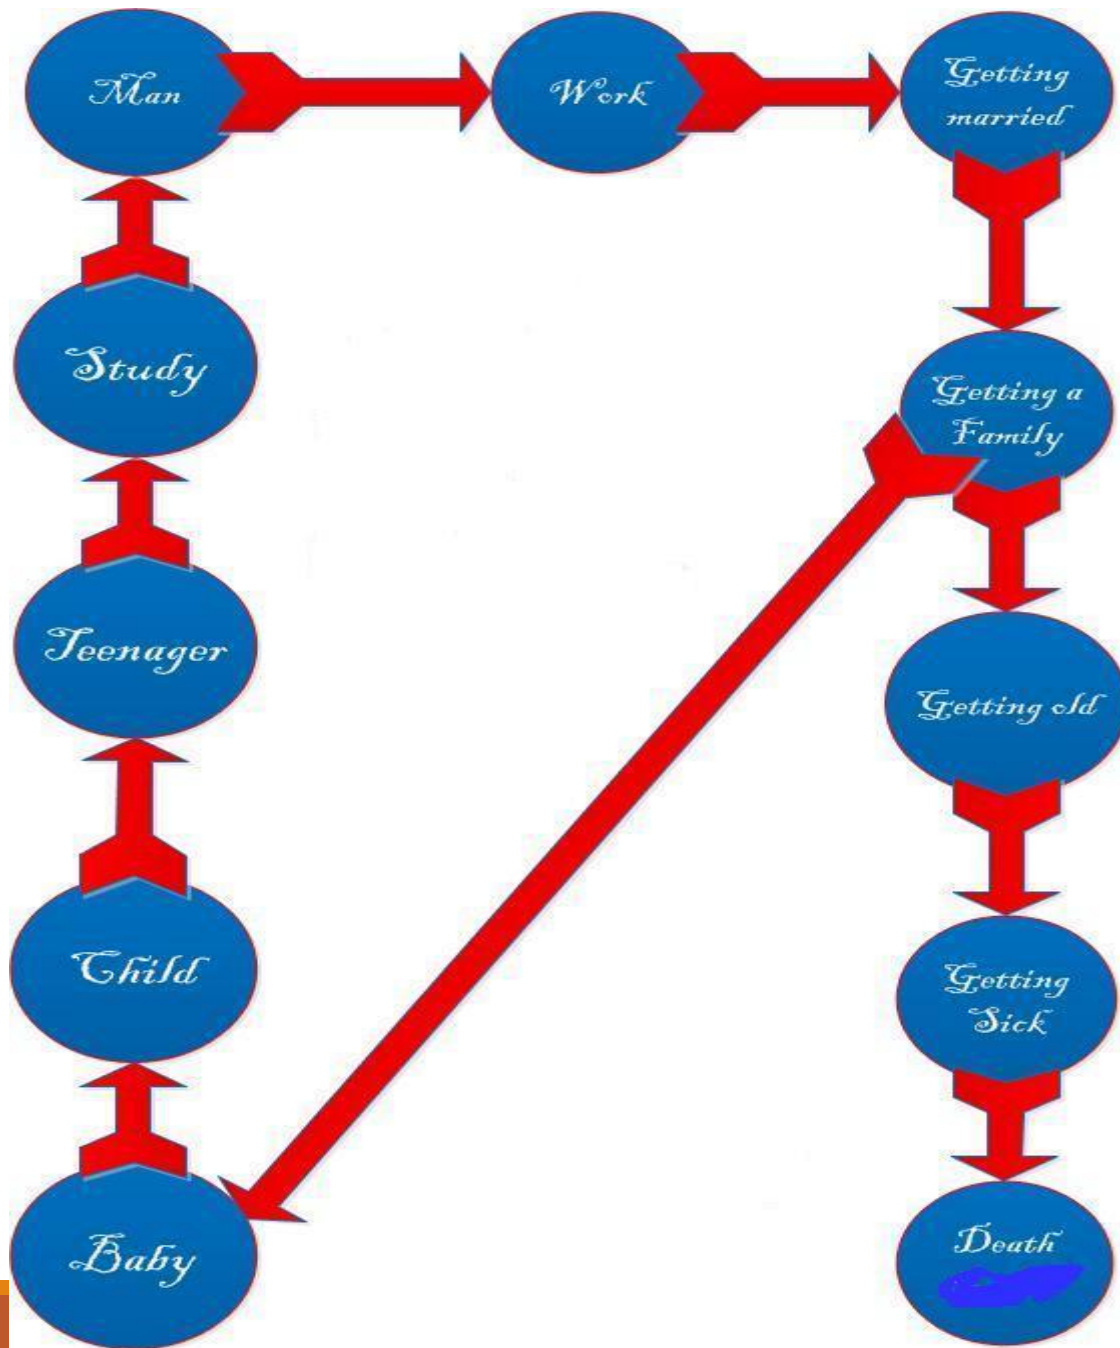 Man
Work
Getting
married
Study
Getting a
Family
Teenager
Getting old
Child
Getting
Sick
Baby
Death